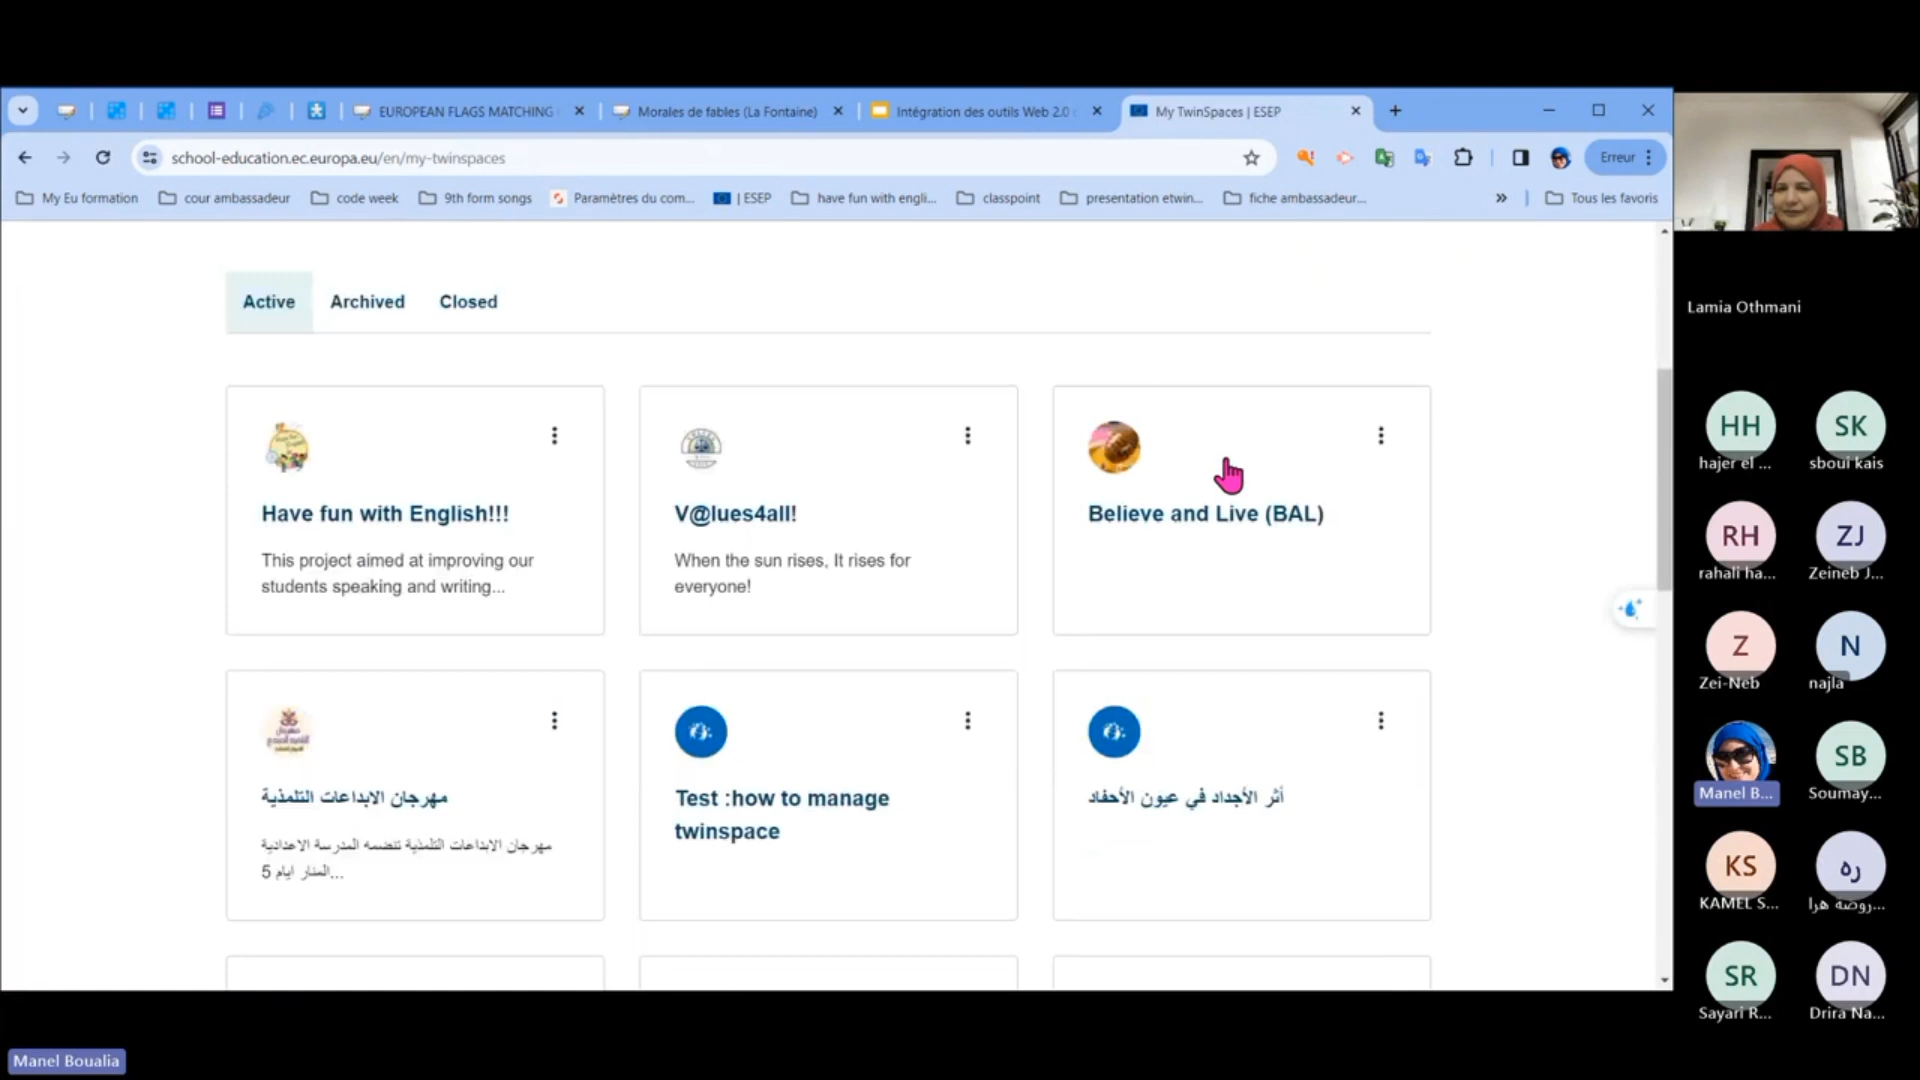 EUROPEAN FLAGS MATCHING
Morales de fables (La Fontaine)
Intégration des outils Web 2.0
My TwinSpaces | ESEP
school-education.ec.europa.eu/en/my-twinspaces
Erreur
My Eu formation
cour ambassadeur
code week
9th form songs
Paramètres du com...
| ESEP
have fun with engli...
classpoint
presentation etwin...
fiche ambassadeur...
Tous les favoris
Active
Archived
Closed
Have fun with English!!!
This project aimed at improving our
students speaking and writing...
V@lues4all!
When the sun rises, It rises for
everyone!
Believe and Live (BAL)
مهرجان الابداعات التلمذية
مهرجان الابداعات التلمذية تنضمه المدرسة الاعدادية
المنار ايام 5...
Test :how to manage
twinspace
أثر الأجداد في عيون الأحفاد
Lamia Othmani
HH
hajer el ...
SK
sboui kais
RH
rahali ha...
ZJ
Zeineb J...
Z
Zei-Neb
N
najla
Manel B...
SB
Soumay...
KS
KAMEL S...
ره
روضه هرا...
SR
Sayari R...
DN
Drira Na...
Manel Boualia